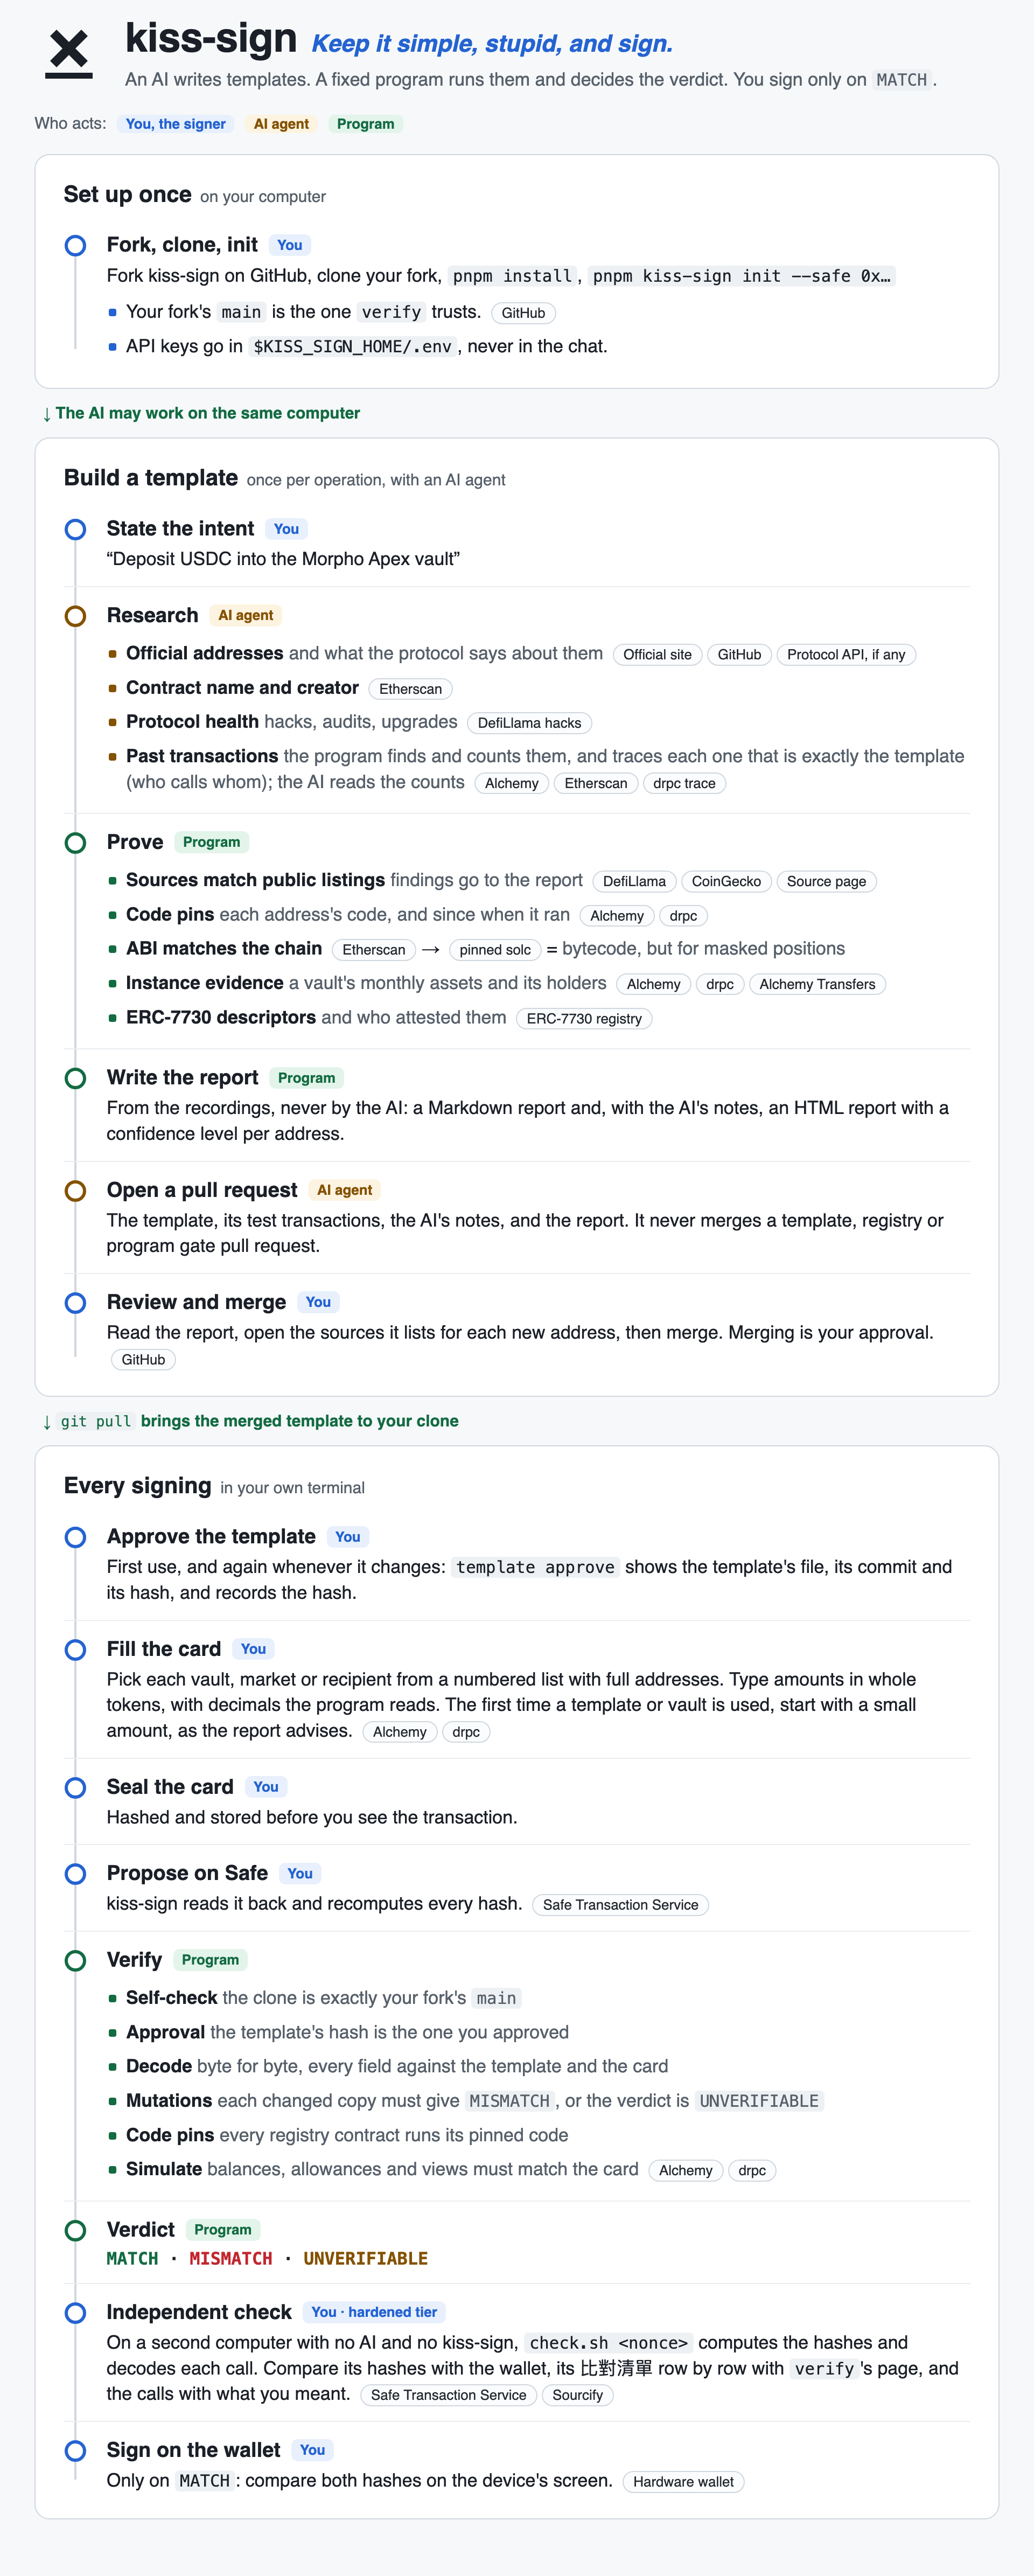 kiss-sign Keep it simple, stupid, and sign.
An AI writes templates. A fixed program runs them and decides the verdict. You sign only on MATCH.
Who acts: You, the signer AI agent Program
Set up once on your computer
Fork, clone, init You
Fork kiss-sign on GitHub, clone your fork, pnpm install, pnpm kiss-sign init --safe 0x…
Your fork's main is the one verify trusts. GitHub
API keys go in $KISS_SIGN_HOME/.env, never in the chat.
↓ The AI may work on the same computer
Build a template once per operation, with an AI agent
State the intent You
“Deposit USDC into the Morpho Apex vault”
Research AI agent
Official addresses and what the protocol says about them Official site GitHub Protocol API, if any
Contract name and creator Etherscan
Protocol health hacks, audits, upgrades DefiLlama hacks
Past transactions the program finds and counts them, and traces each one that is exactly the template
(who calls whom); the AI reads the counts Alchemy Etherscan drpc trace
Prove Program
Sources match public listings findings go to the report DefiLlama CoinGecko Source page
Code pins each address's code, and since when it ran Alchemy drpc
ABI matches the chain Etherscan → pinned solc = bytecode, but for masked positions
Instance evidence a vault's monthly assets and its holders Alchemy drpc Alchemy Transfers
ERC-7730 descriptors and who attested them ERC-7730 registry
Write the report Program
From the recordings, never by the AI: a Markdown report and, with the AI's notes, an HTML report with a
confidence level per address.
Open a pull request AI agent
The template, its test transactions, the AI's notes, and the report. It never merges a template, registry or
program gate pull request.
Review and merge You
Read the report, open the sources it lists for each new address, then merge. Merging is your approval.
GitHub
↓ git pull brings the merged template to your clone
Every signing in your own terminal
Approve the template You
First use, and again whenever it changes: template approve shows the template's file, its commit and
its hash, and records the hash.
Fill the card You
Pick each vault, market or recipient from a numbered list with full addresses. Type amounts in whole
tokens, with decimals the program reads. The first time a template or vault is used, start with a small
amount, as the report advises. Alchemy drpc
Seal the card You
Hashed and stored before you see the transaction.
Propose on Safe You
kiss-sign reads it back and recomputes every hash. Safe Transaction Service
Verify Program
Self-check the clone is exactly your fork's main
Approval the template's hash is the one you approved
Decode byte for byte, every field against the template and the card
Mutations each changed copy must give MISMATCH, or the verdict is UNVERIFIABLE
Code pins every registry contract runs its pinned code
Simulate balances, allowances and views must match the card Alchemy drpc
Verdict Program
MATCH · MISMATCH · UNVERIFIABLE
Independent check You · hardened tier
On a second computer with no AI and no kiss-sign, check.sh <nonce> computes the hashes and
decodes each call. Compare its hashes with the wallet, its 比對清單 row by row with verify's page, and
the calls with what you meant. Safe Transaction Service Sourcify
Sign on the wallet You
Only on MATCH: compare both hashes on the device's screen. Hardware wallet